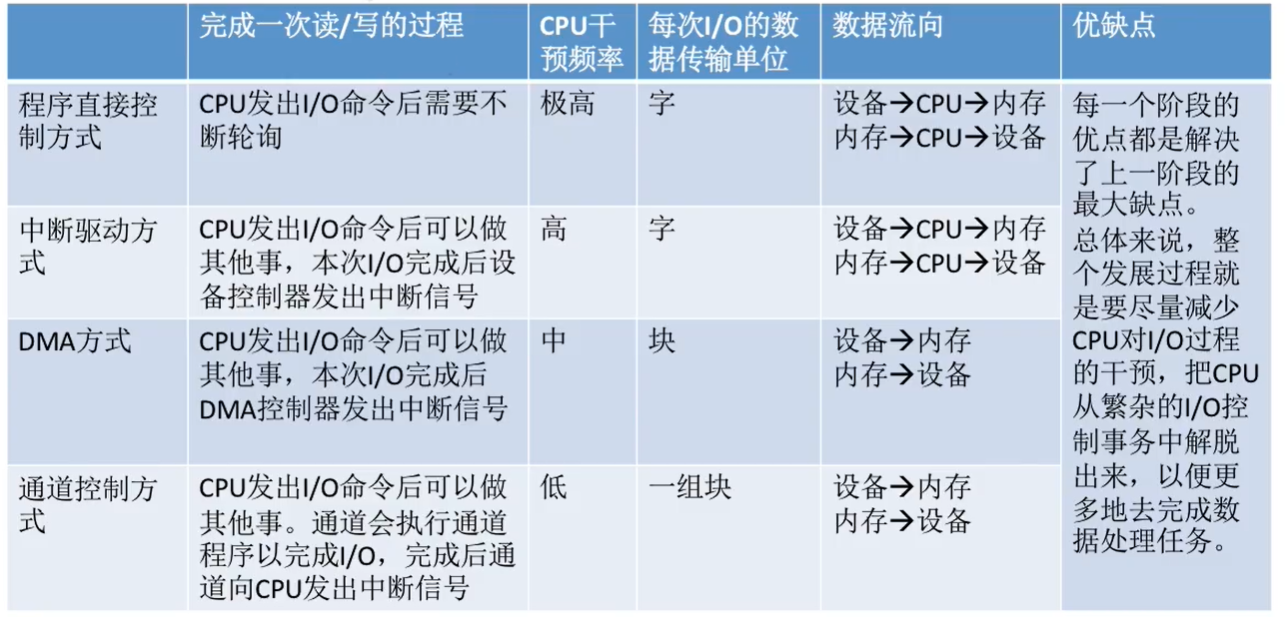 完成一次读/写的过程
CPU干
预频率
每次I/O的数
据传输单位
数据流向
优缺点
程序直接控
制方式
CPU发出I/O命令后需要不
断轮询
极高
字
设备→CPU→内存
内存→CPU→设备
每一个阶段的
优点都是解决
了上一阶段的
最大缺点。
总体来说，整
个发展过程就
是要尽量减少
CPU对I/O过程
的干预，把CPU
从繁杂的I/O控
制事务中解脱
出来，以便更
多地去完成数
据处理任务。
中断驱动方
式
CPU发出I/O命令后可以做
其他事，本次I/O完成后设
备控制器发出中断信号
高
字
设备→CPU→内存
内存→CPU→设备
DMA方式
CPU发出I/O命令后可以做
其他事，本次I/O完成后
DMA控制器发出中断信号
中
块
设备→内存
内存→设备
通道控制方
式
CPU发出I/O命令后可以做
其他事。通道会执行通道
程序以完成I/O，完成后通
道向CPU发出中断信号
低
一组块
设备→内存
内存→设备